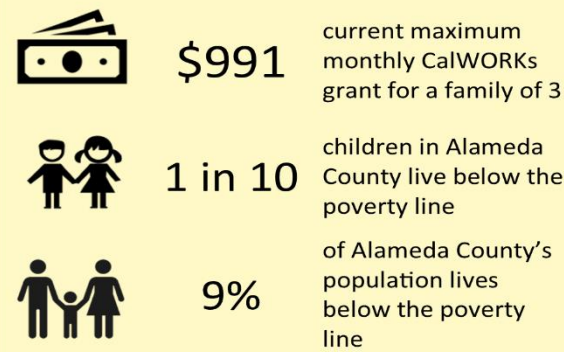 $991
current maximum
monthly CalWORKs
grant for a family of 3
1 in 10
children in Alameda
County live below the
poverty line
9%
of Alameda County’s
population lives
below the poverty
line